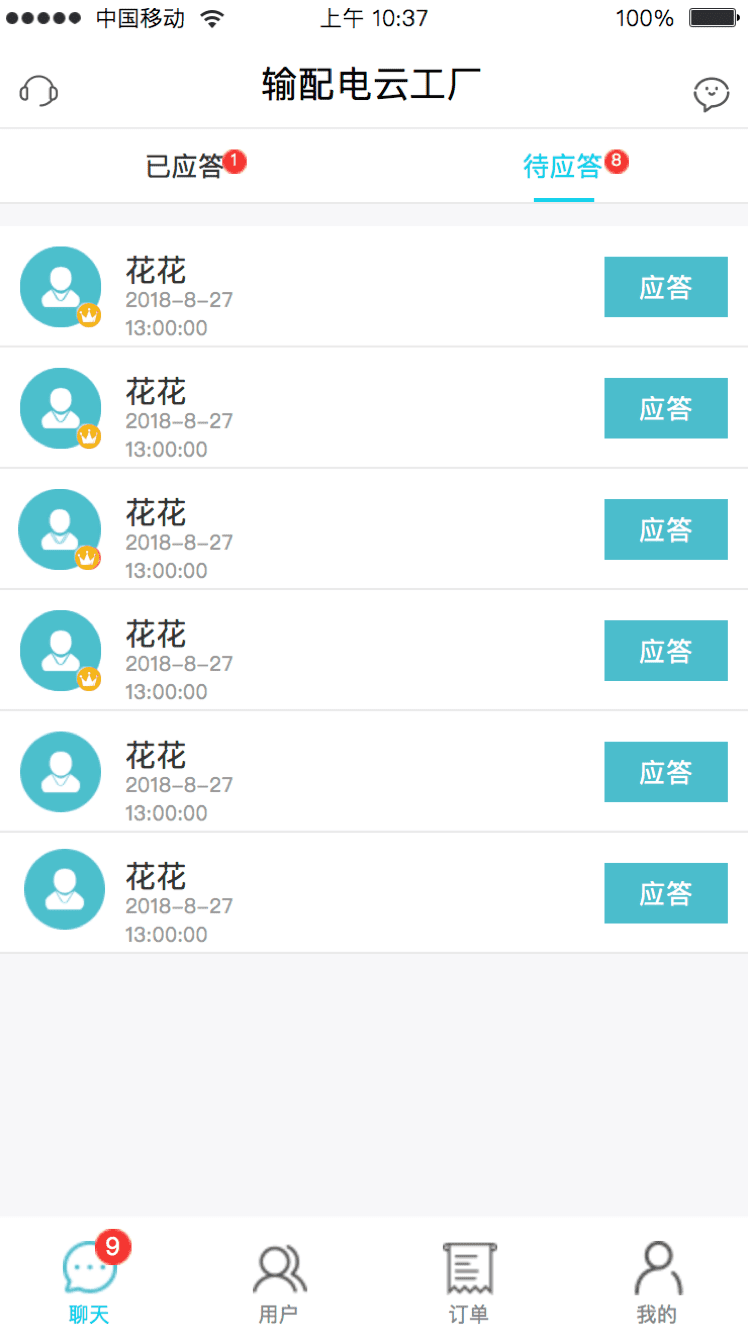 中国移动 上午 10:37 100%
输配电云工厂
已应答 1 待应答 8
花花
2018-8-27
13:00:00
应答
花花
2018-8-27
13:00:00
应答
花花
2018-8-27
13:00:00
应答
花花
2018-8-27
13:00:00
应答
花花
2018-8-27
13:00:00
应答
花花
2018-8-27
13:00:00
应答
9
聊天 用户 订单 我的